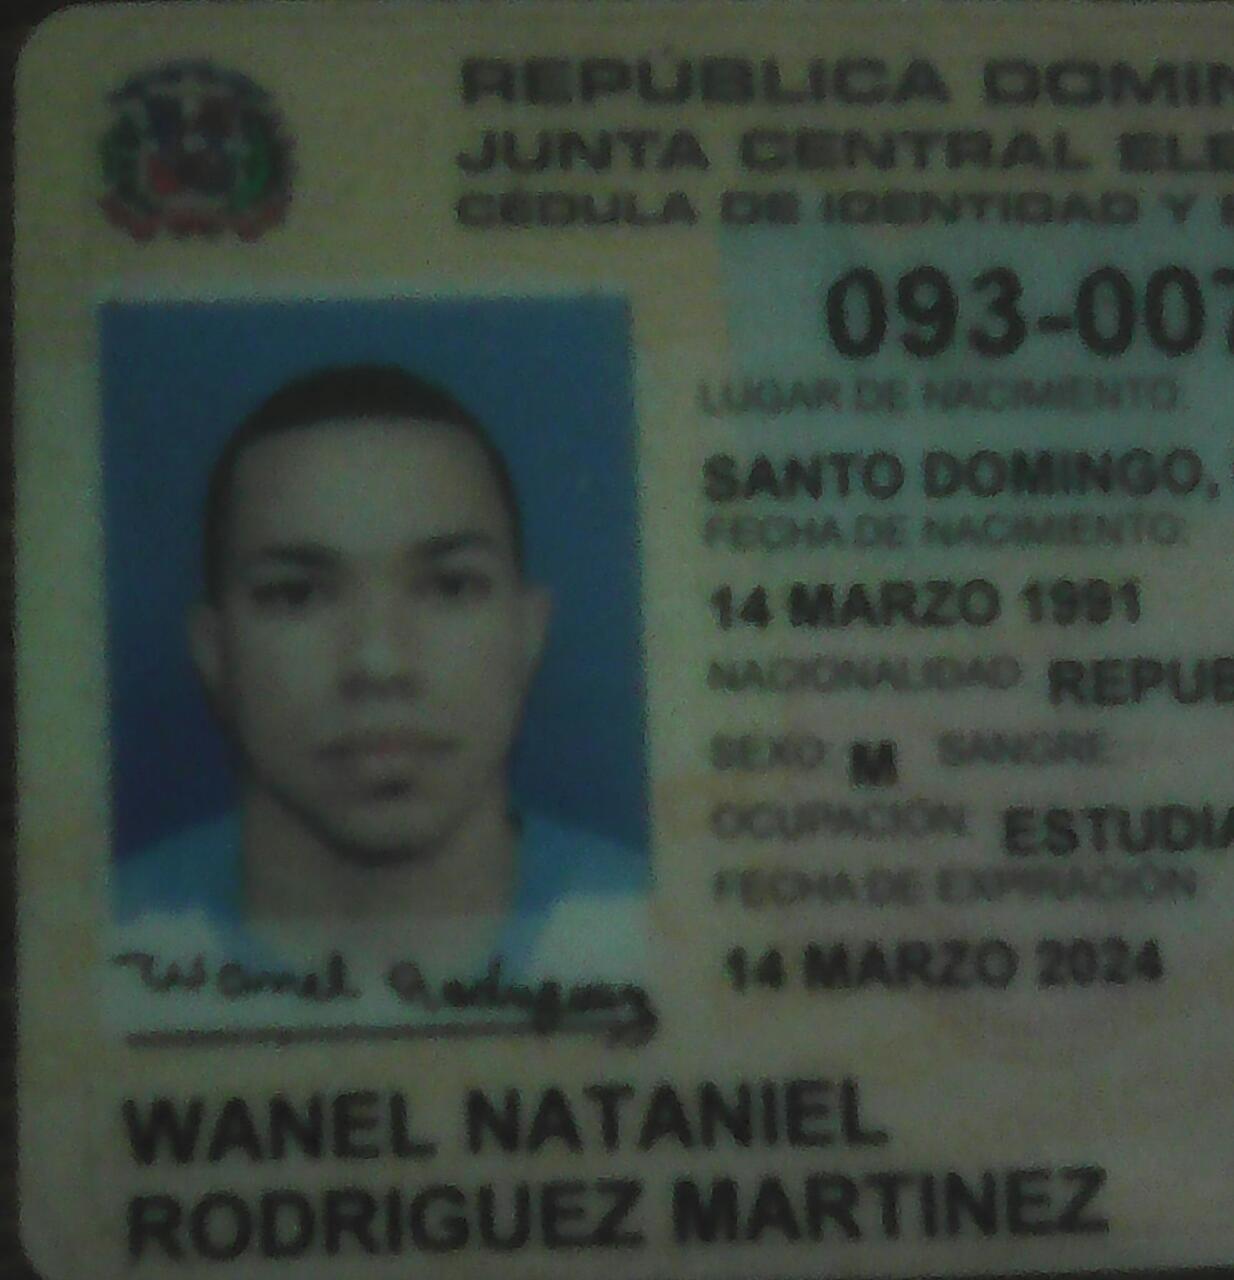 REPÚBLICA DOMIN
JUNTA CENTRAL ELE
CÉDULA DE IDENTIDAD Y
093-007
LUGAR DE NACIMIENTO:
SANTO DOMINGO,
FECHA DE NACIMIENTO:
14 MARZO 1991
NACIONALIDAD: REPUB
SEXO: M SANGRE:
OCUPACIÓN: ESTUDIA
FECHA DE EXPIRACIÓN:
14 MARZO 2024
Wanel Rodriguez
WANEL NATANIEL
RODRIGUEZ MARTINEZ